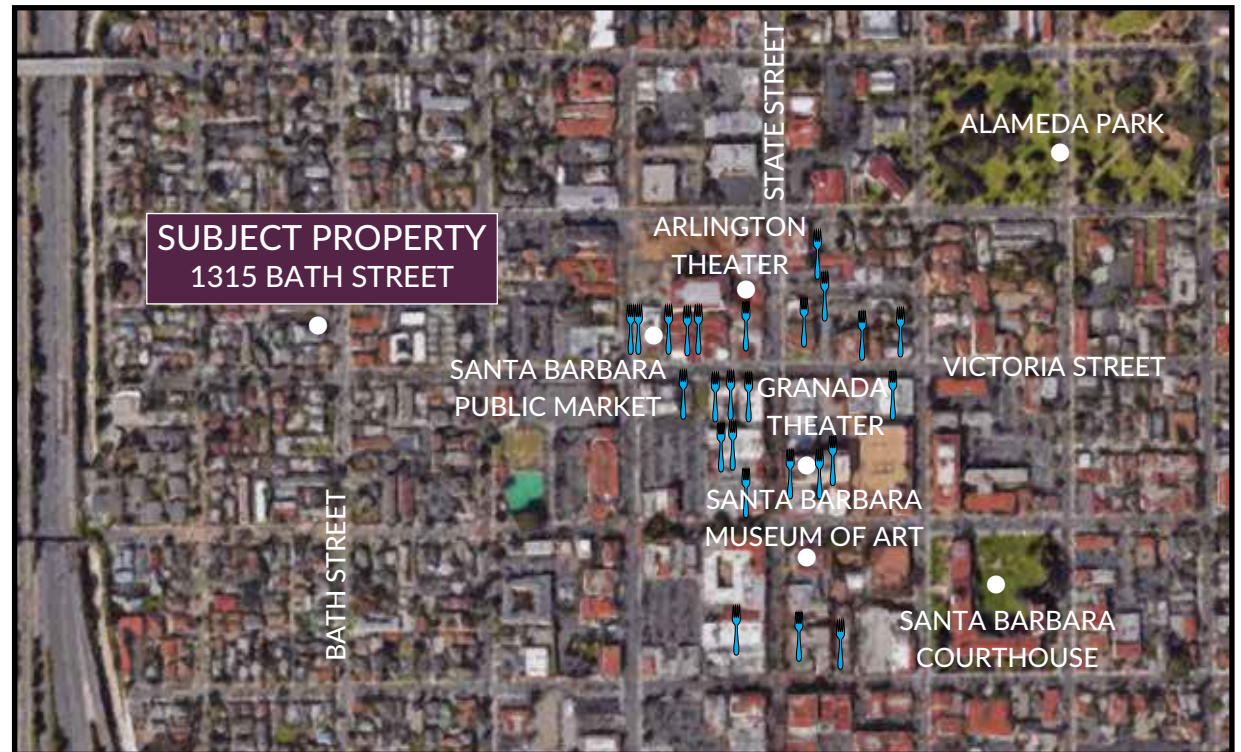 STATE STREET
ALAMEDA PARK
SUBJECT PROPERTY
1315 BATH STREET
ARLINGTON
THEATER
SANTA BARBARA
PUBLIC MARKET
VICTORIA STREET
GRANADA
THEATER
SANTA BARBARA
MUSEUM OF ART
BATH STREET
SANTA BARBARA
COURTHOUSE